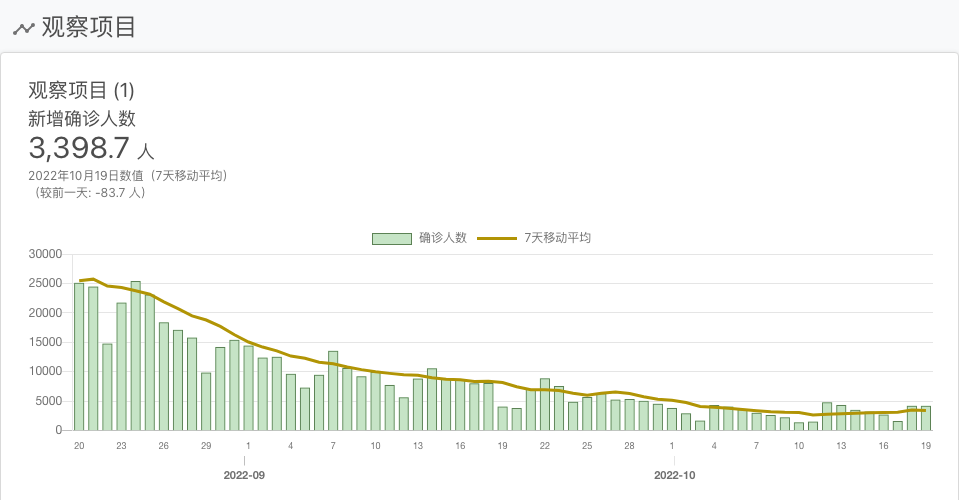 观察项目
观察项目 (1)
新增确诊人数
3,398.7 人
2022年10月19日数值（7天移动平均）
（较前一天: -83.7 人）
确诊人数 7天移动平均
30000
25000
20000
15000
10000
5000
0
20 23 26 29 1 4 7 10 13 16 19 22 25 28 1 4 7 10 13 16 19
2022-09 2022-10